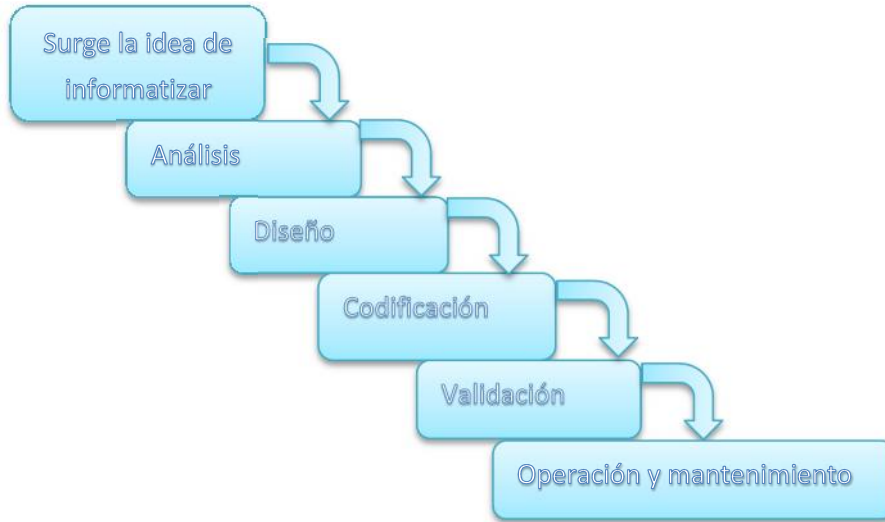 Surge la idea de
informatizar
Análisis
Diseño
Codificación
Validación
Operación y mantenimiento